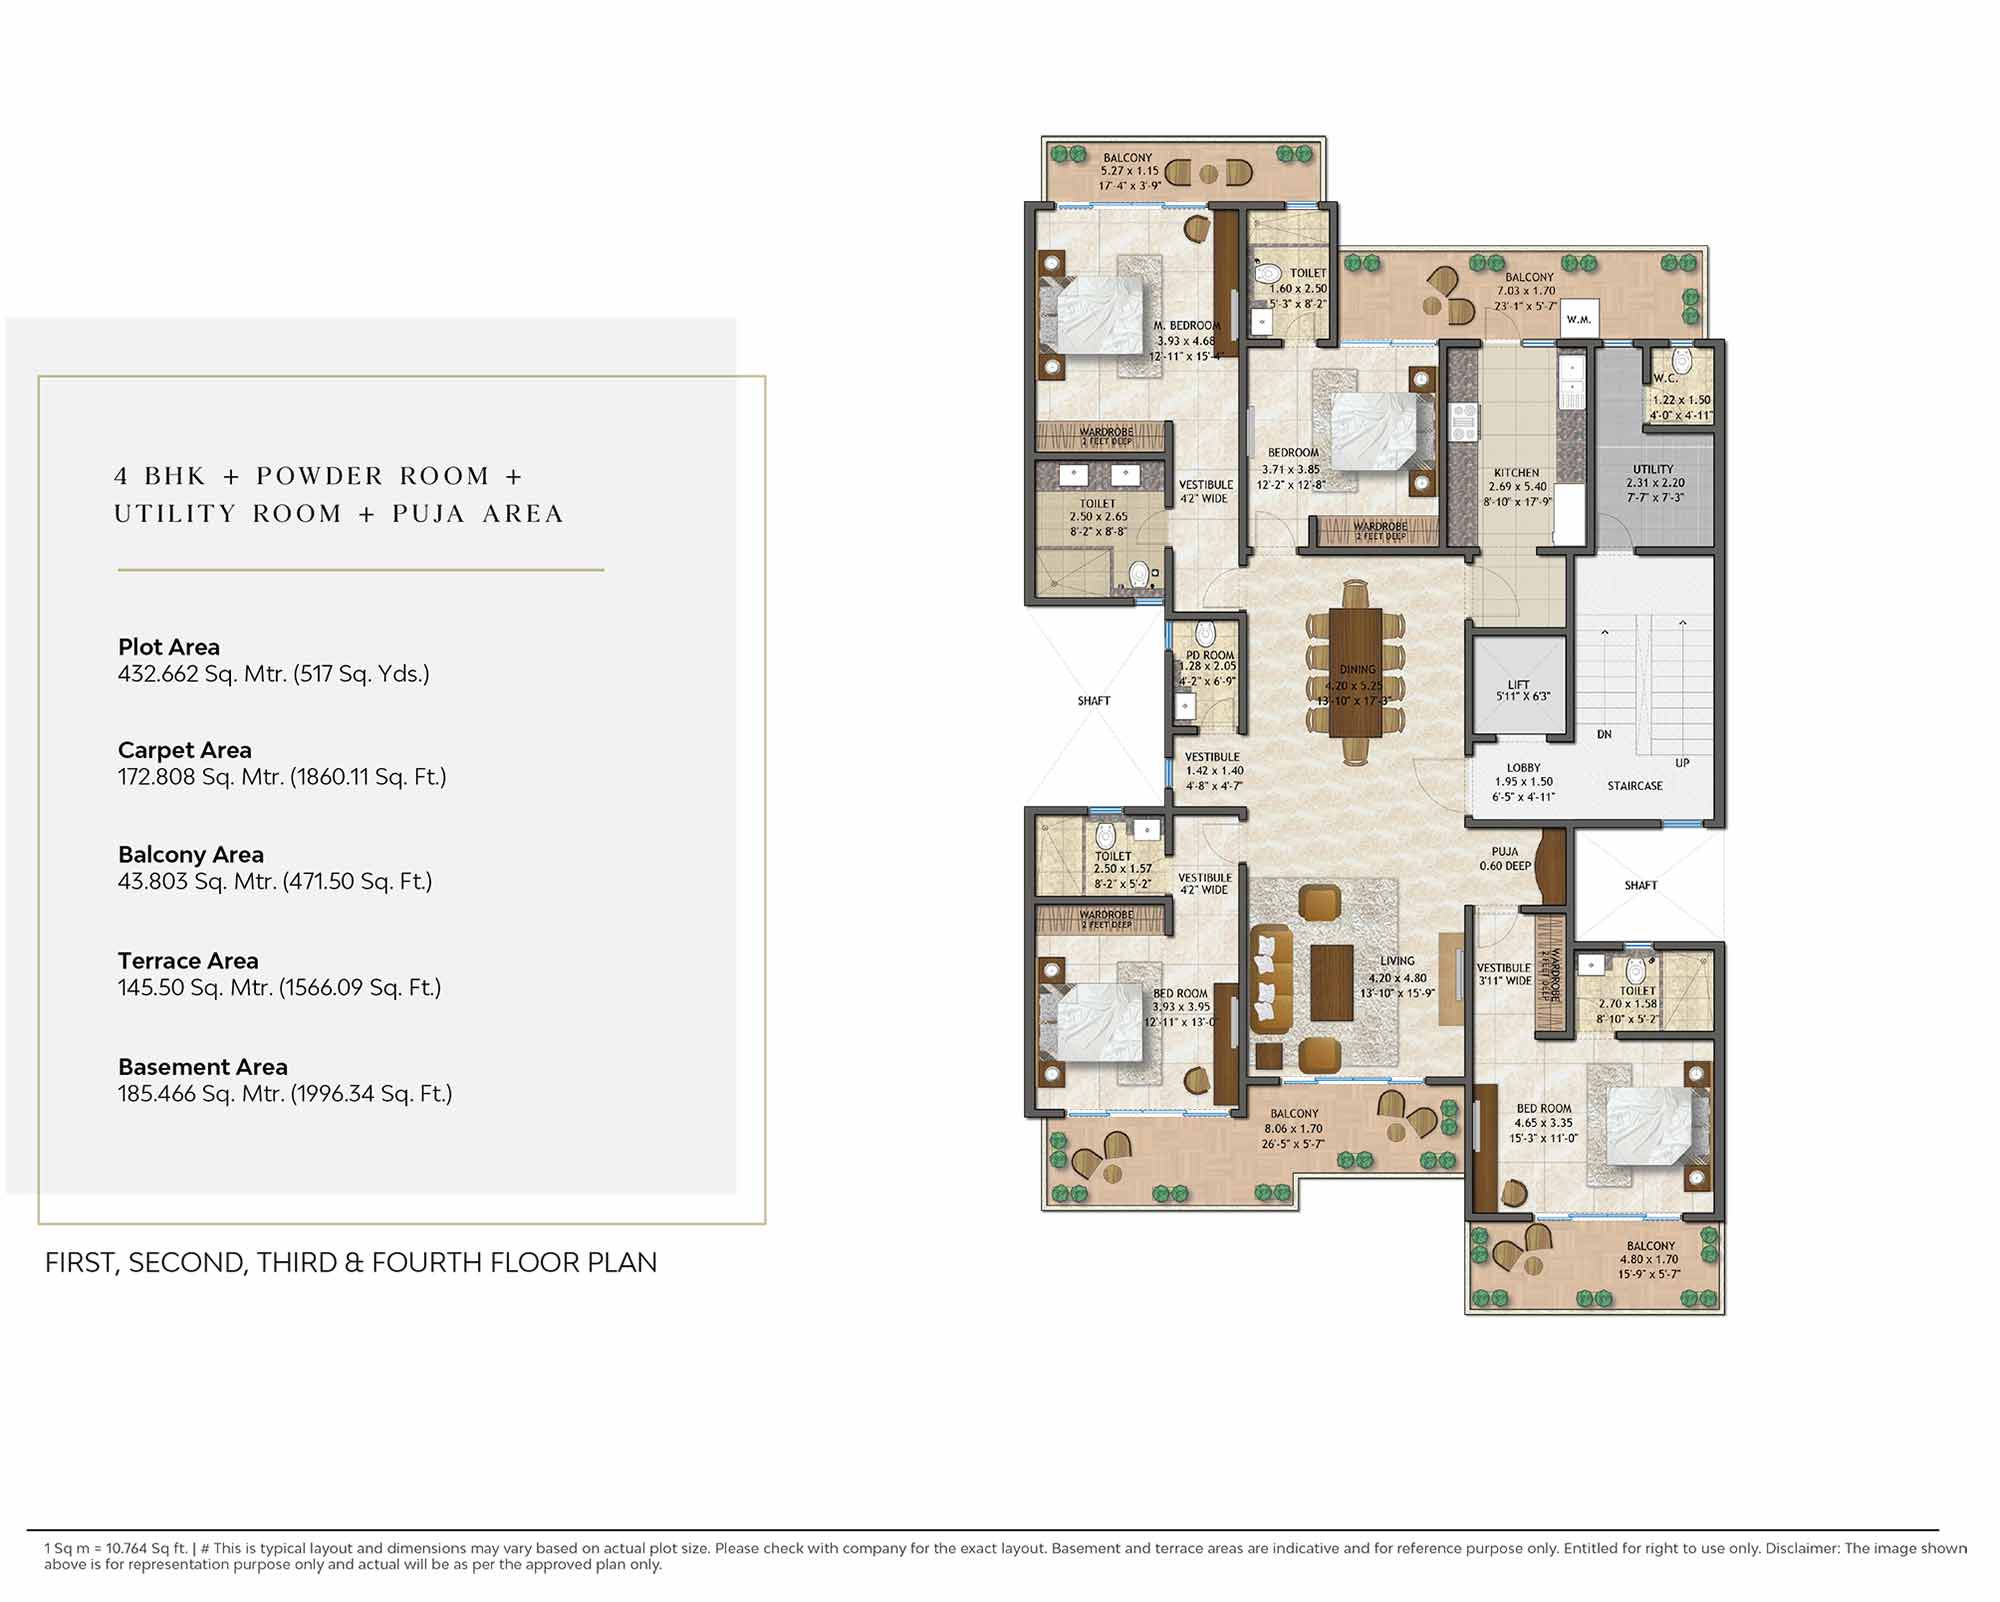 4 BHK + POWDER ROOM +
UTILITY ROOM + PUJA AREA
Plot Area
432.662 Sq. Mtr. (517 Sq. Yds.)
Carpet Area
172.808 Sq. Mtr. (1860.11 Sq. Ft.)
Balcony Area
43.803 Sq. Mtr. (471.50 Sq. Ft.)
Terrace Area
145.50 Sq. Mtr. (1566.09 Sq. Ft.)
Basement Area
185.466 Sq. Mtr. (1996.34 Sq. Ft.)
FIRST, SECOND, THIRD & FOURTH FLOOR PLAN
BALCONY
5.27 x 1.15
17'-4" x 3'-9"
TOILET
1.60 x 2.50
5'-3" x 8'-2"
BALCONY
7.03 x 1.70
23'-1" x 5'-7"
W.M.
M. BEDROOM
3.93 x 4.68
12'-11" x 15'-4"
W.C.
1.22 x 1.50
4'-0" x 4'-11"
WARDROBE
2 FEET DEEP
BEDROOM
3.71 x 3.85
12'-2" x 12'-8"
KITCHEN
2.69 x 5.40
8'-10" x 17'-9"
UTILITY
2.31 x 2.20
7'-7" x 7'-3"
VESTIBULE
4'2" WIDE
TOILET
2.50 x 2.65
8'-2" x 8'-8"
WARDROBE
2 FEET DEEP
PD ROOM
1.28 x 2.05
4'-2" x 6'-9"
SHAFT
DINING
4.20 x 5.25
13'-10" x 17'-3"
LIFT
5'11" X 6'3"
DN
UP
VESTIBULE
1.42 x 1.40
4'-8" x 4'-7"
LOBBY
1.95 x 1.50
6'-5" x 4'-11"
STAIRCASE
TOILET
2.50 x 1.57
8'-2" x 5'-2"
VESTIBULE
4'2" WIDE
PUJA
0.60 DEEP
SHAFT
WARDROBE
2 FEET DEEP
LIVING
4.20 x 4.80
13'-10" x 15'-9"
VESTIBULE
3'11" WIDE
WARDROBE
2 FEET DEEP
TOILET
2.70 x 1.58
8'-10" x 5'-2"
BED ROOM
3.93 x 3.95
12'-11" x 13'-0"
BED ROOM
4.65 x 3.35
15'-3" x 11'-0"
BALCONY
8.06 x 1.70
26'-5" x 5'-7"
BALCONY
4.80 x 1.70
15'-9" x 5'-7"
1 Sq m = 10.764 Sq ft. | # This is typical layout and dimensions may vary based on actual plot size. Please check with company for the exact layout. Basement and terrace areas are indicative and for reference purpose only. Entitled for right to use only. Disclaimer: The image shown
above is for representation purpose only and actual will be as per the approved plan only.